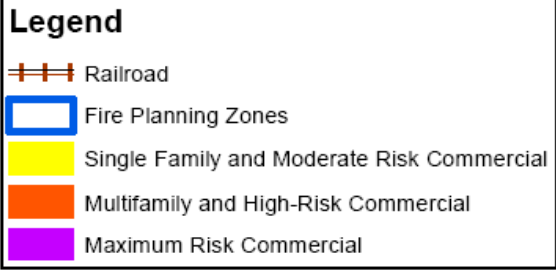 Legend
Railroad
Fire Planning Zones
Single Family and Moderate Risk Commercial
Multifamily and High-Risk Commercial
Maximum Risk Commercial